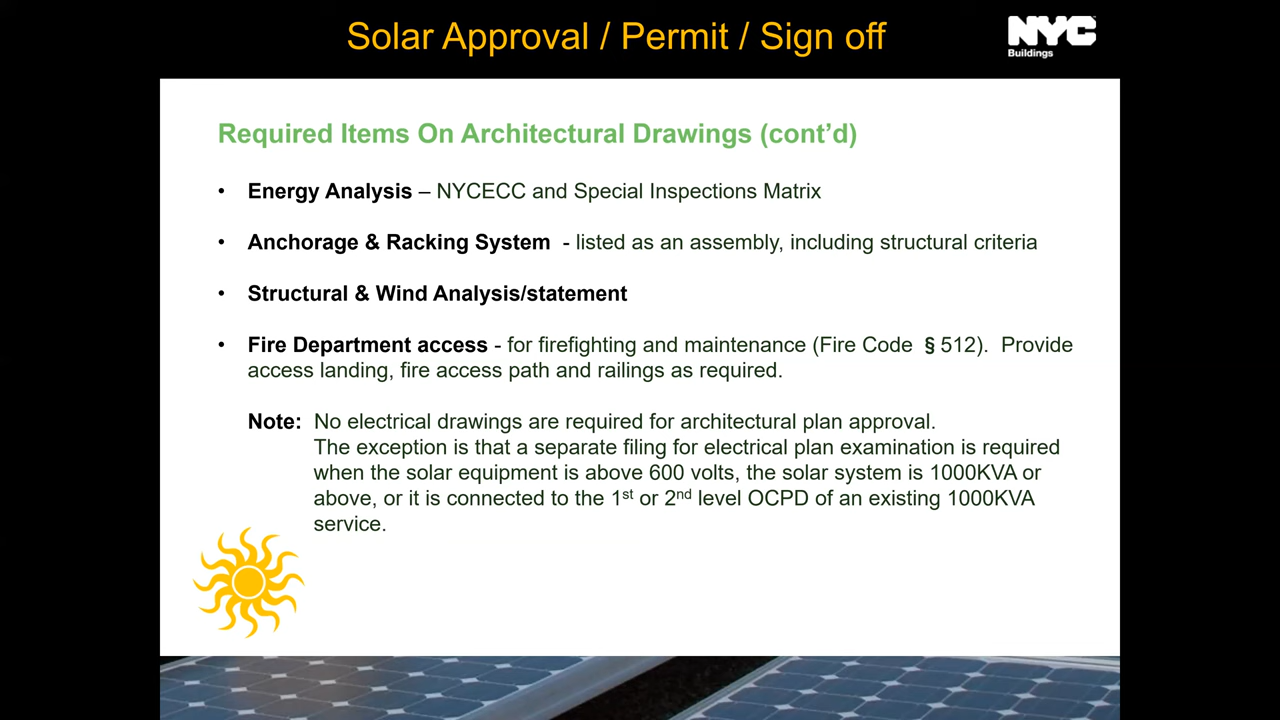 Solar Approval / Permit / Sign off
NYC
Buildings
Required Items On Architectural Drawings (cont’d)
• Energy Analysis – NYCECC and Special Inspections Matrix
• Anchorage & Racking System - listed as an assembly, including structural criteria
• Structural & Wind Analysis/statement
• Fire Department access - for firefighting and maintenance (Fire Code § 512). Provide
access landing, fire access path and railings as required.
Note: No electrical drawings are required for architectural plan approval.
The exception is that a separate filing for electrical plan examination is required
when the solar equipment is above 600 volts, the solar system is 1000KVA or
above, or it is connected to the 1st or 2nd level OCPD of an existing 1000KVA
service.